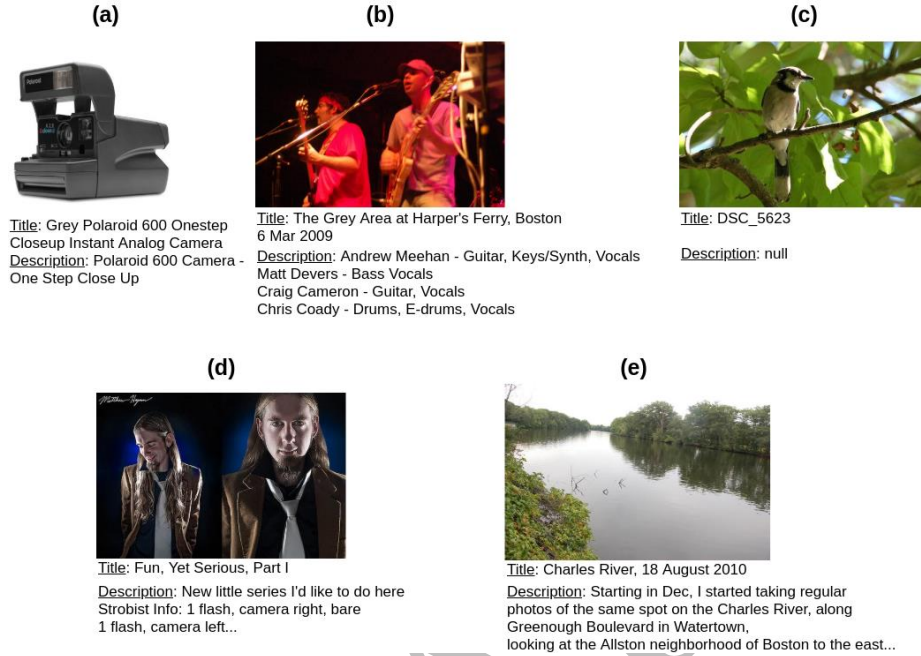 (a)
(b)
(c)
Polaroid
Title: Grey Polaroid 600 Onestep
Closeup Instant Analog Camera
Description: Polaroid 600 Camera -
One Step Close Up
Title: The Grey Area at Harper's Ferry, Boston
6 Mar 2009
Description: Andrew Meehan - Guitar, Keys/Synth, Vocals
Matt Devers - Bass Vocals
Craig Cameron - Guitar, Vocals
Chris Coady - Drums, E-drums, Vocals
Title: DSC_5623
Description: null
(d)
(e)
Title: Fun, Yet Serious, Part I
Description: New little series I'd like to do here
Strobist Info: 1 flash, camera right, bare
1 flash, camera left...
Title: Charles River, 18 August 2010
Description: Starting in Dec, I started taking regular
photos of the same spot on the Charles River, along
Greenough Boulevard in Watertown,
looking at the Allston neighborhood of Boston to the east...